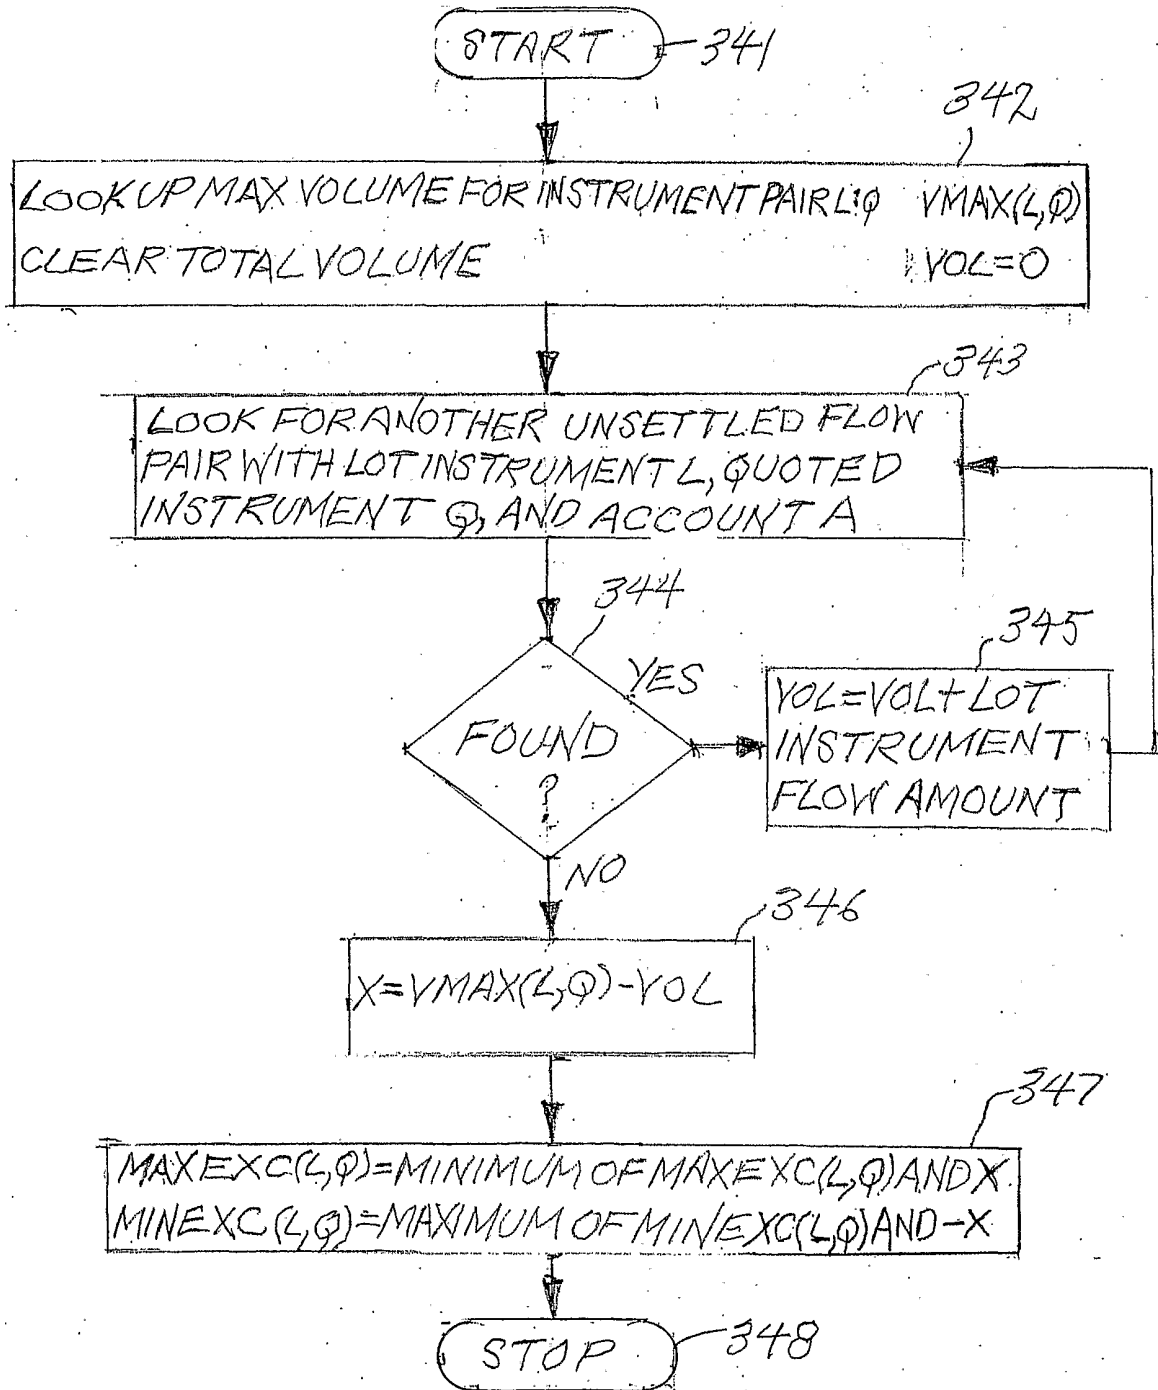 START 341
342
LOOK UP MAX VOLUME FOR INSTRUMENT PAIR L:Q VMAX(L,Q)
CLEAR TOTAL VOLUME VOL=0
343
LOOK FOR ANOTHER UNSETTLED FLOW
PAIR WITH LOT INSTRUMENT L, QUOTED
INSTRUMENT Q, AND ACCOUNT A
344
FOUND
?
YES
345
VOL=VOL+LOT
INSTRUMENT
FLOW AMOUNT
NO
346
X=VMAX(L,Q)-VOL
347
MAXEXC(L,Q)=MINIMUM OF MAXEXC(L,Q) AND X
MINEXC(L,Q)=MAXIMUM OF MINEXC(L,Q) AND -X
STOP 348